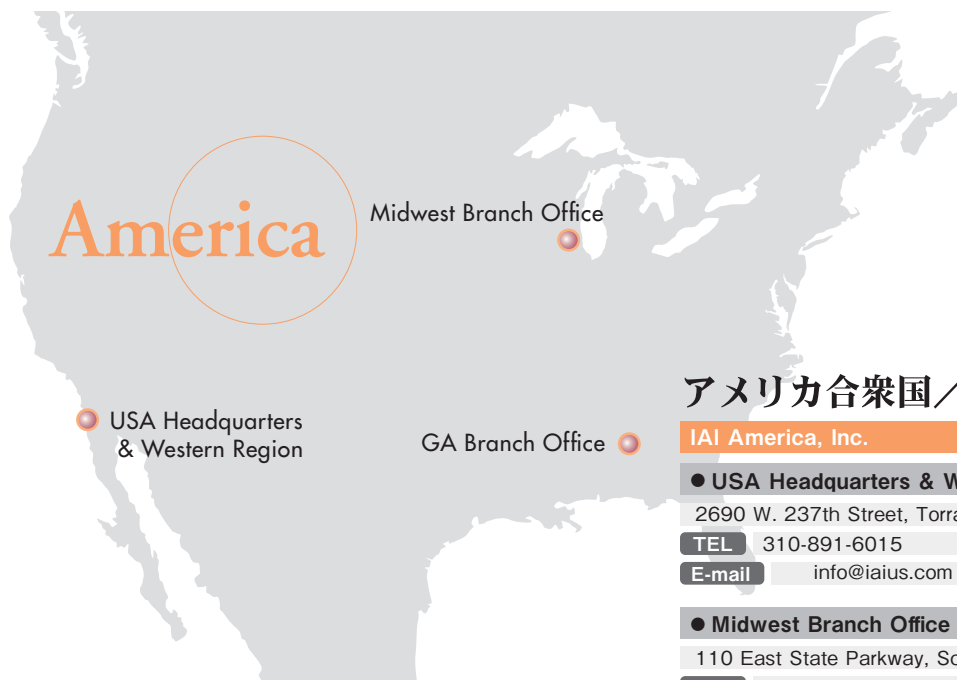 America
Midwest Branch Office
USA Headquarters
& Western Region
GA Branch Office
アメリカ合衆国／
IAI America, Inc.
● USA Headquarters & W
2690 W. 237th Street, Torra
TEL 310-891-6015
E-mail info@iaius.com
● Midwest Branch Office
110 East State Parkway, Sc